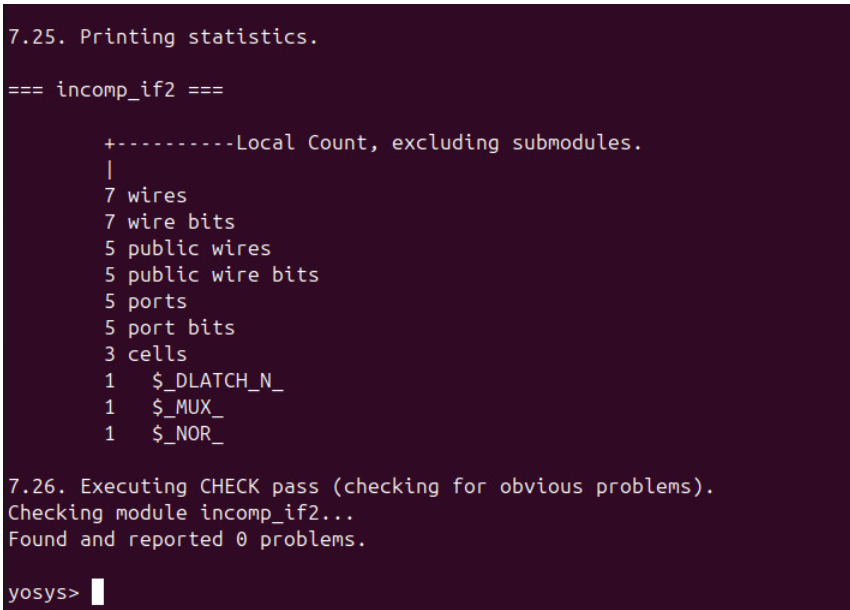 7.25. Printing statistics.
=== incomp_if2 ===
+----------Local Count, excluding submodules.
|
7 wires
7 wire bits
5 public wires
5 public wire bits
5 ports
5 port bits
3 cells
1   $_DLATCH_N_
1   $_MUX_
1   $_NOR_
7.26. Executing CHECK pass (checking for obvious problems).
Checking module incomp_if2...
Found and reported 0 problems.
yosys>